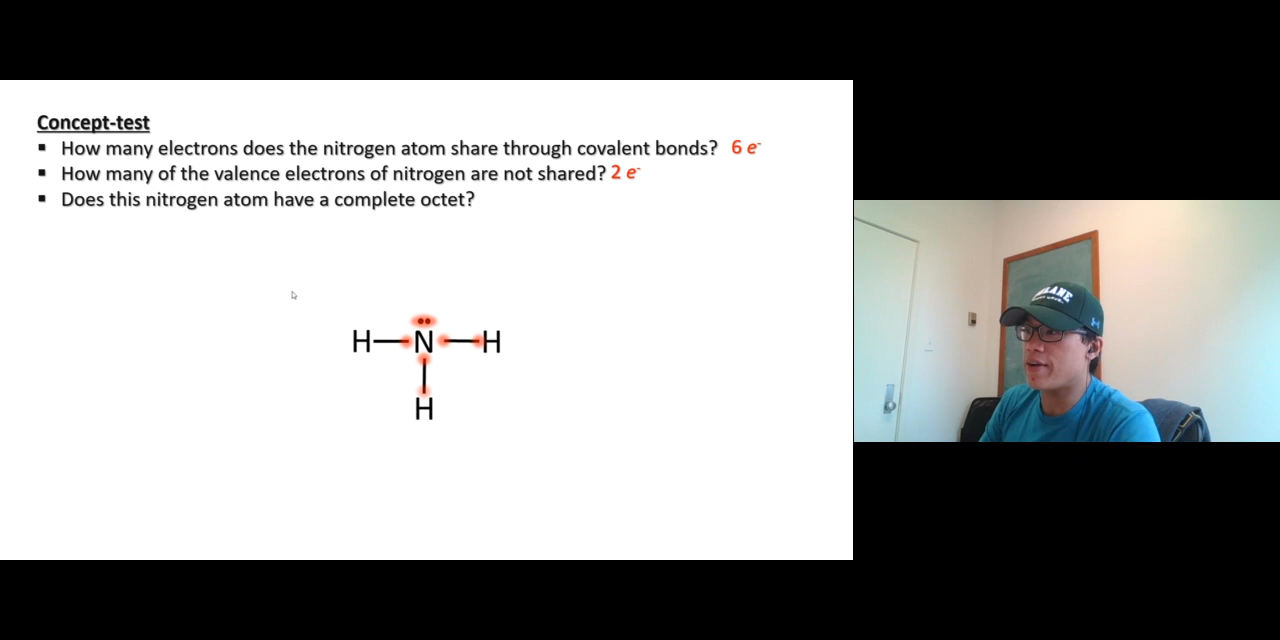 Concept-test
▪ How many electrons does the nitrogen atom share through covalent bonds? 6 e⁻
▪ How many of the valence electrons of nitrogen are not shared? 2 e⁻
▪ Does this nitrogen atom have a complete octet?
H—N—H
H